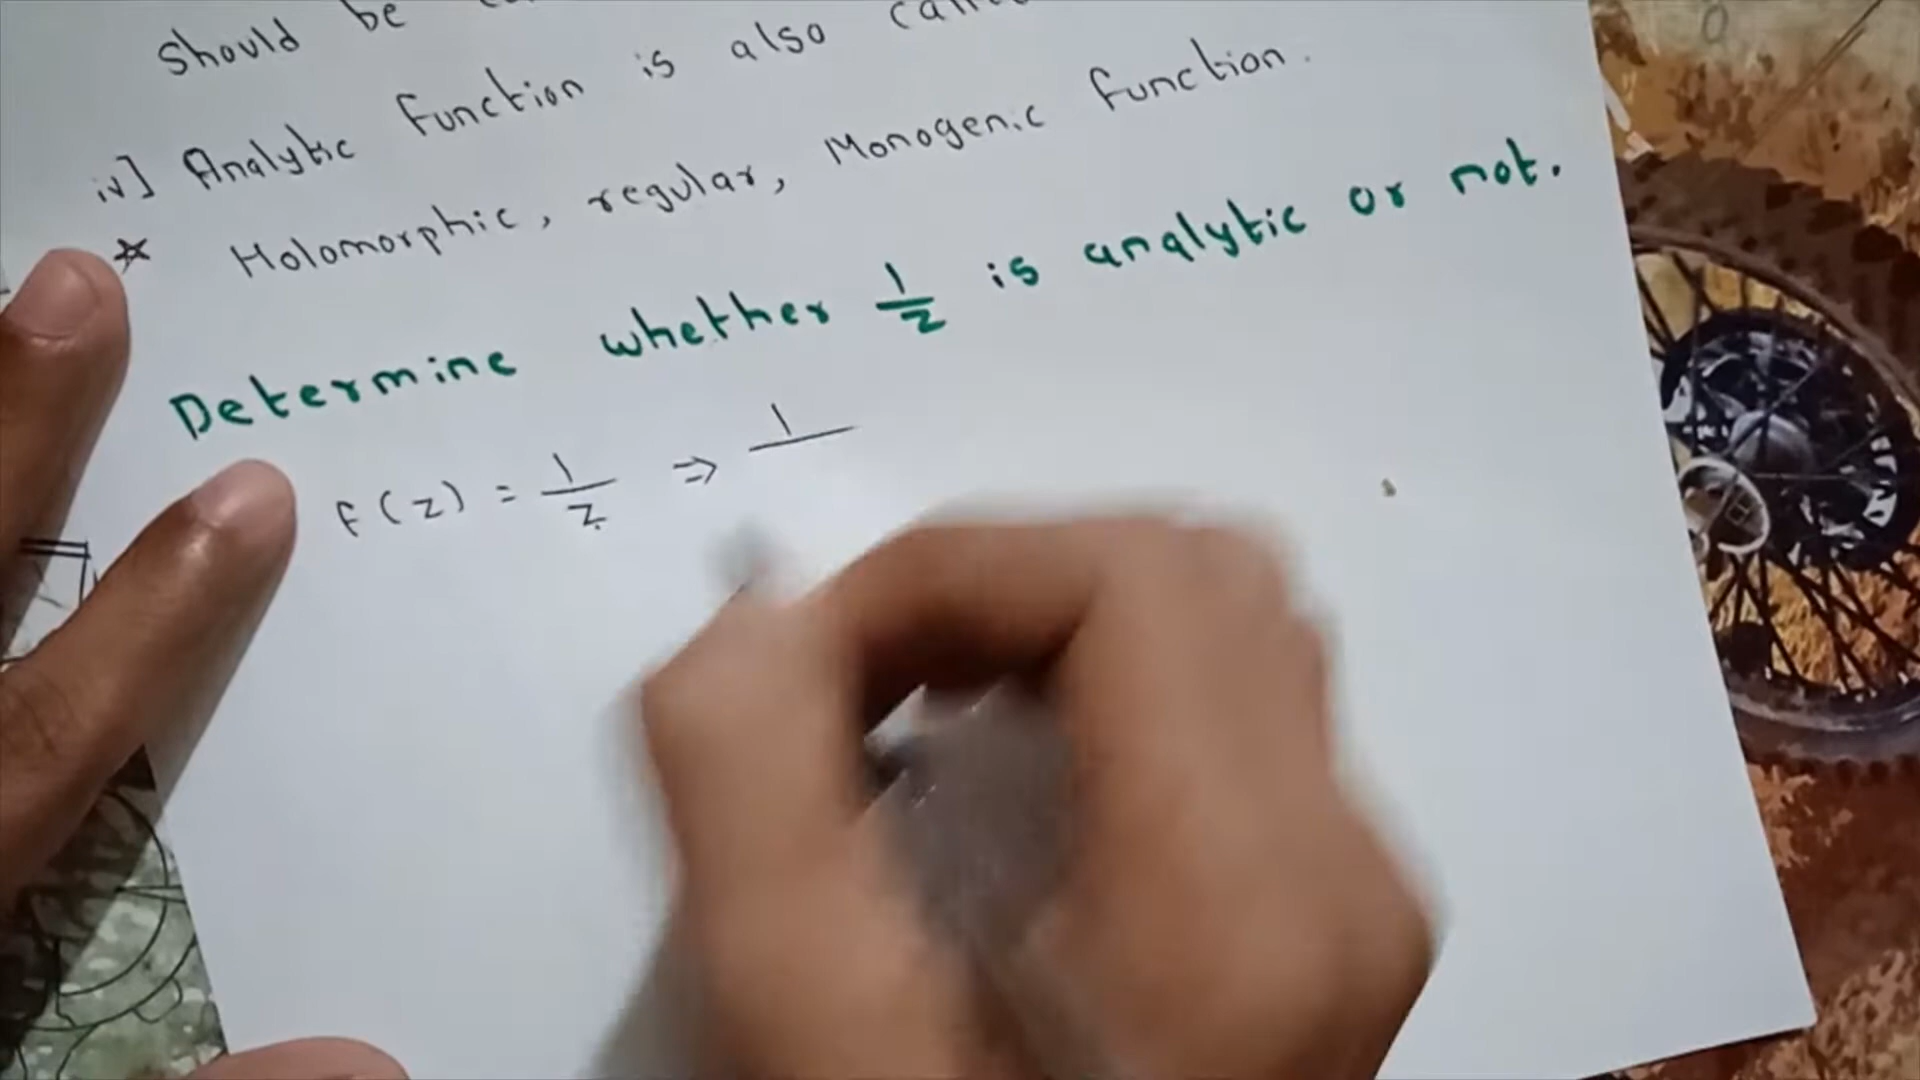 should be
iv] Analytic Function is also
* Holomorphic, regular, Monogenic function.
Determine whether 1/z is analytic or not.
F(z) = 1/z ⇒ 1/